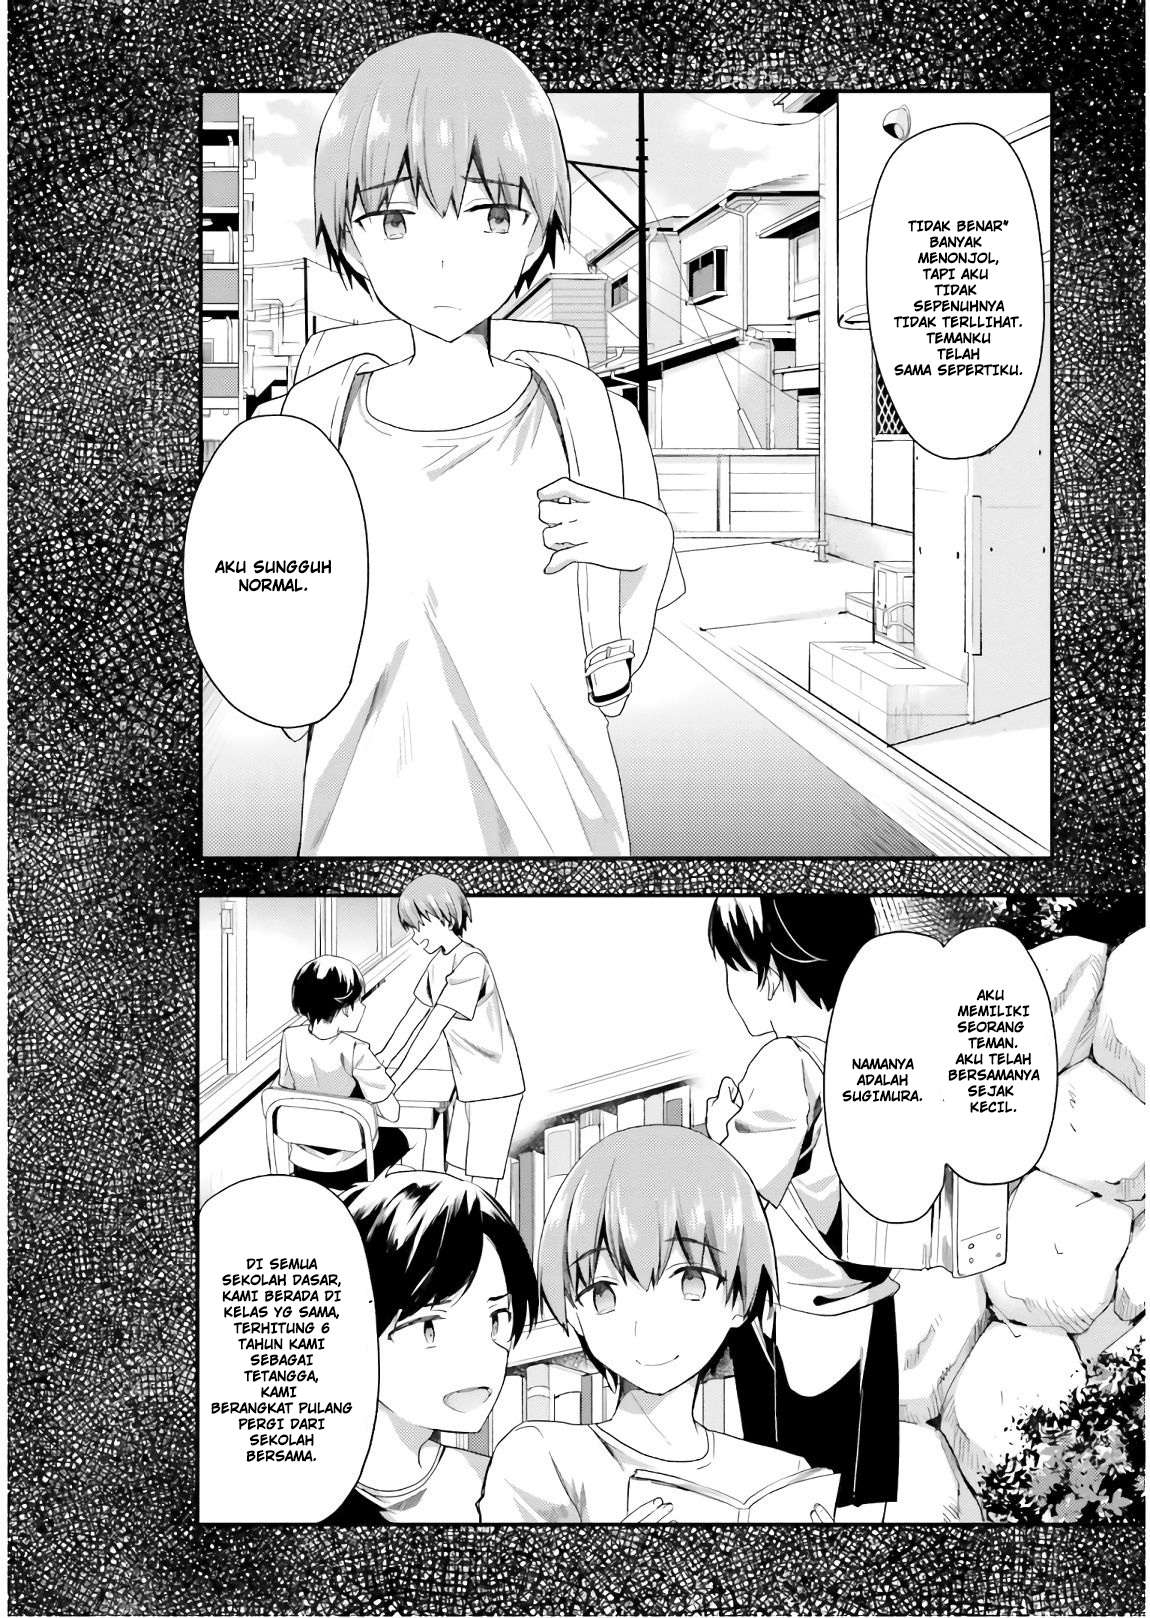 TIDAK BENAR"
BANYAK
MENONJOL,
TAPI AKU
TIDAK
SEPENUHNYA
TIDAK TERLLIHAT.
TEMANKU
TELAH
SAMA SEPERTIKU.
AKU SUNGGUH
NORMAL.
AKU
MEMILIKI
SEORANG
TEMAN.
AKU TELAH
BERSAMANYA
SEJAK
KECIL.
NAMANYA
ADALAH
SUGIMURA.
DI SEMUA
SEKOLAH DASAR,
KAMI BERADA DI
KELAS YG SAMA,
TERHITUNG 6
TAHUN KAMI
SEBAGAI
TETANGGA,
KAMI
BERANGKAT PULANG
PERGI DARI
SEKOLAH
BERSAMA.